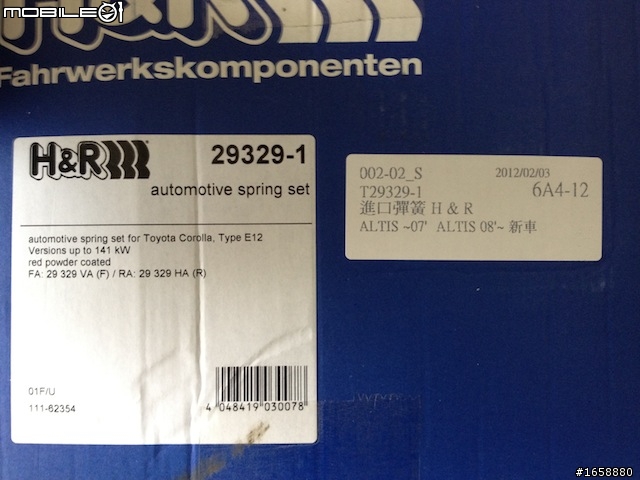 MOBILE01
H&R
Fahrwerkskomponenten
H&R
29329-1
automotive spring set
automotive spring set for Toyota Corolla, Type E12
Versions up to 141 kW
red powder coated
FA: 29 329 VA (F) / RA: 29 329 HA (R)
01F/U
111-62354
4 048419 030078
002-02_S
2012/02/03
T29329-1
6A4-12
進口彈簧 H & R
ALTIS ~07' ALTIS 08'~ 新車
#1658880